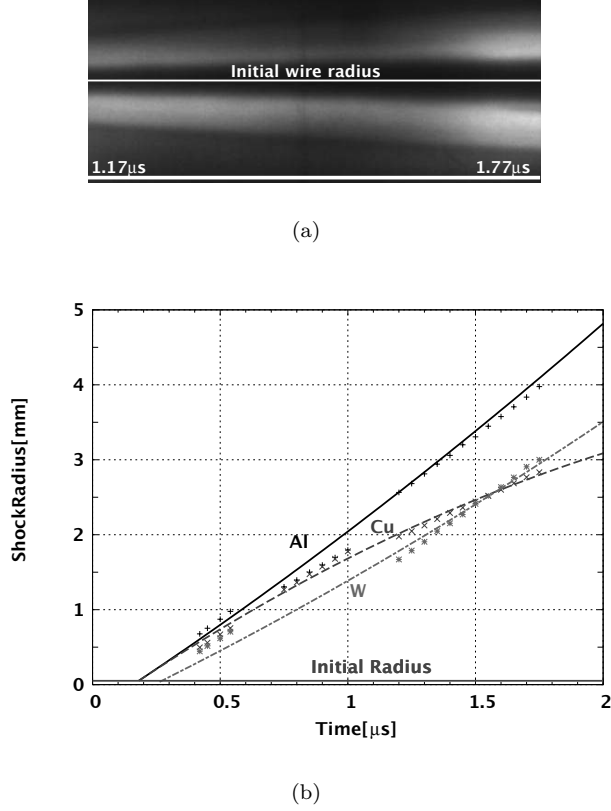 Initial wire radius
1.17μs 1.77μs
(a)
5
4
3
2
1
0
ShockRadius[mm]
Al
Cu
W
Initial Radius
0 0.5 1 1.5 2
Time[μs]
(b)